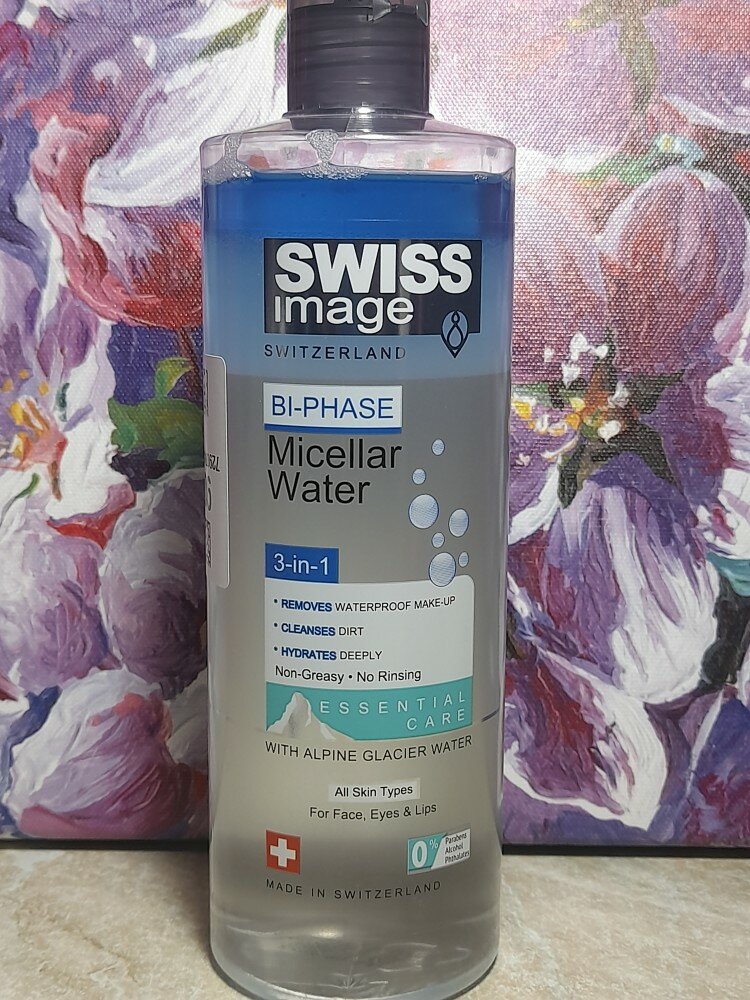 SWISS
image
SWITZERLAND
BI-PHASE
Micellar
Water
3-in-1
• REMOVES WATERPROOF MAKE-UP
• CLEANSES DIRT
• HYDRATES DEEPLY
Non-Greasy • No Rinsing
ESSENTIAL
CARE
WITH ALPINE GLACIER WATER
All Skin Types
For Face, Eyes & Lips
0%
Parabens
Alcohol
Phthalates
MADE IN SWITZERLAND